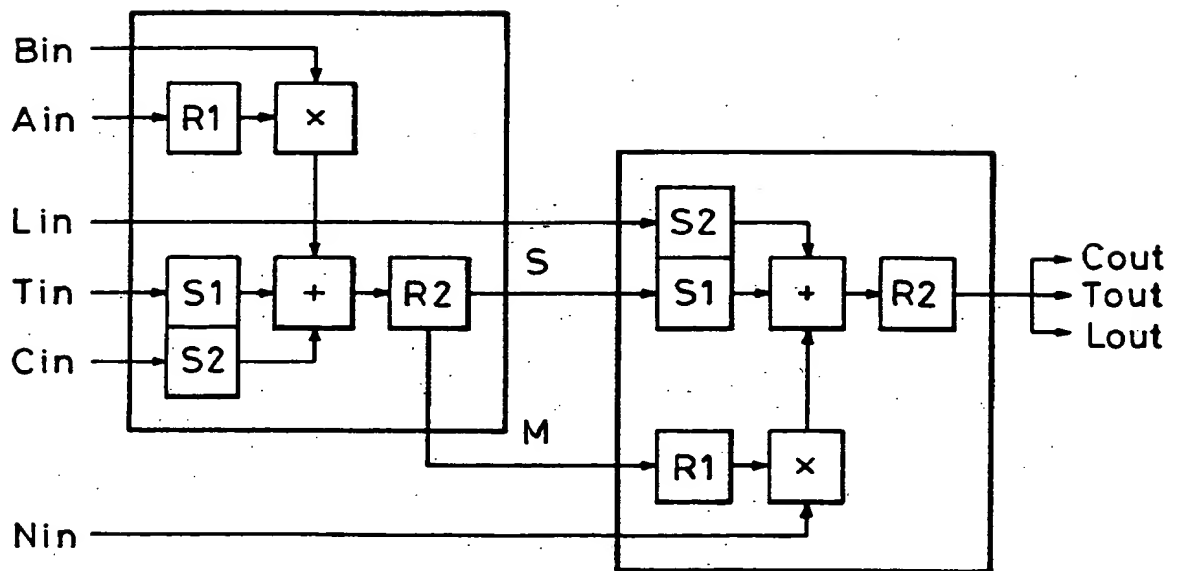 Bin
Ain
R1
×
Lin
S2
S
Tin
S1
+
R2
S1
+
R2
Cout
Tout
Lout
Cin
S2
M
R1
×
Nin